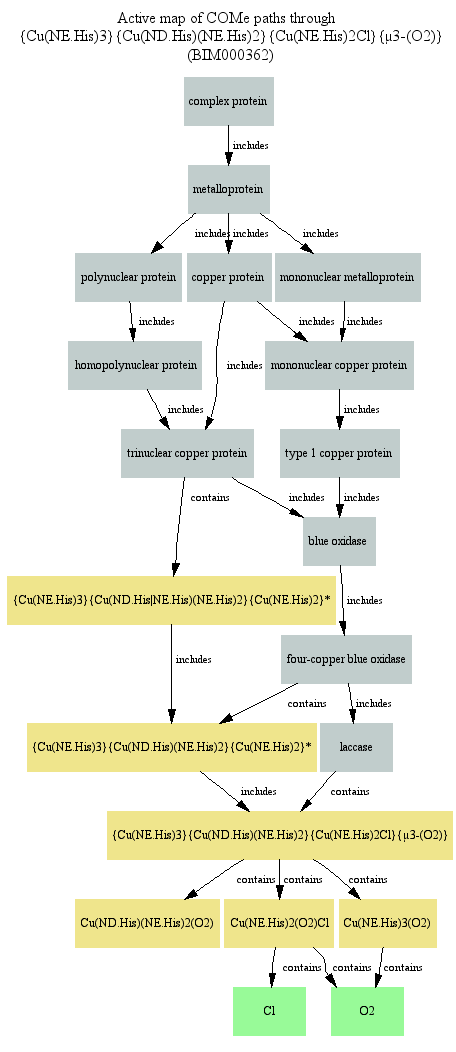 Active map of COMe paths through
{Cu(NE.His)3}{Cu(ND.His)(NE.His)2}{Cu(NE.His)2Cl}{µ3-(O2)}
(BIM000362)
complex protein
includes
metalloprotein
includes includes includes
polynuclear protein copper protein mononuclear metalloprotein
includes includes includes
includes
homopolynuclear protein mononuclear copper protein
includes includes
trinuclear copper protein type 1 copper protein
contains includes includes
blue oxidase
{Cu(NE.His)3}{Cu(ND.His|NE.His)(NE.His)2}{Cu(NE.His)2}*
includes
includes four-copper blue oxidase
contains includes
{Cu(NE.His)3}{Cu(ND.His)(NE.His)2}{Cu(NE.His)2}* laccase
includes contains
{Cu(NE.His)3}{Cu(ND.His)(NE.His)2}{Cu(NE.His)2Cl}{µ3-(O2)}
contains contains contains
Cu(ND.His)(NE.His)2(O2) Cu(NE.His)2(O2)Cl Cu(NE.His)3(O2)
contains contains contains
Cl O2